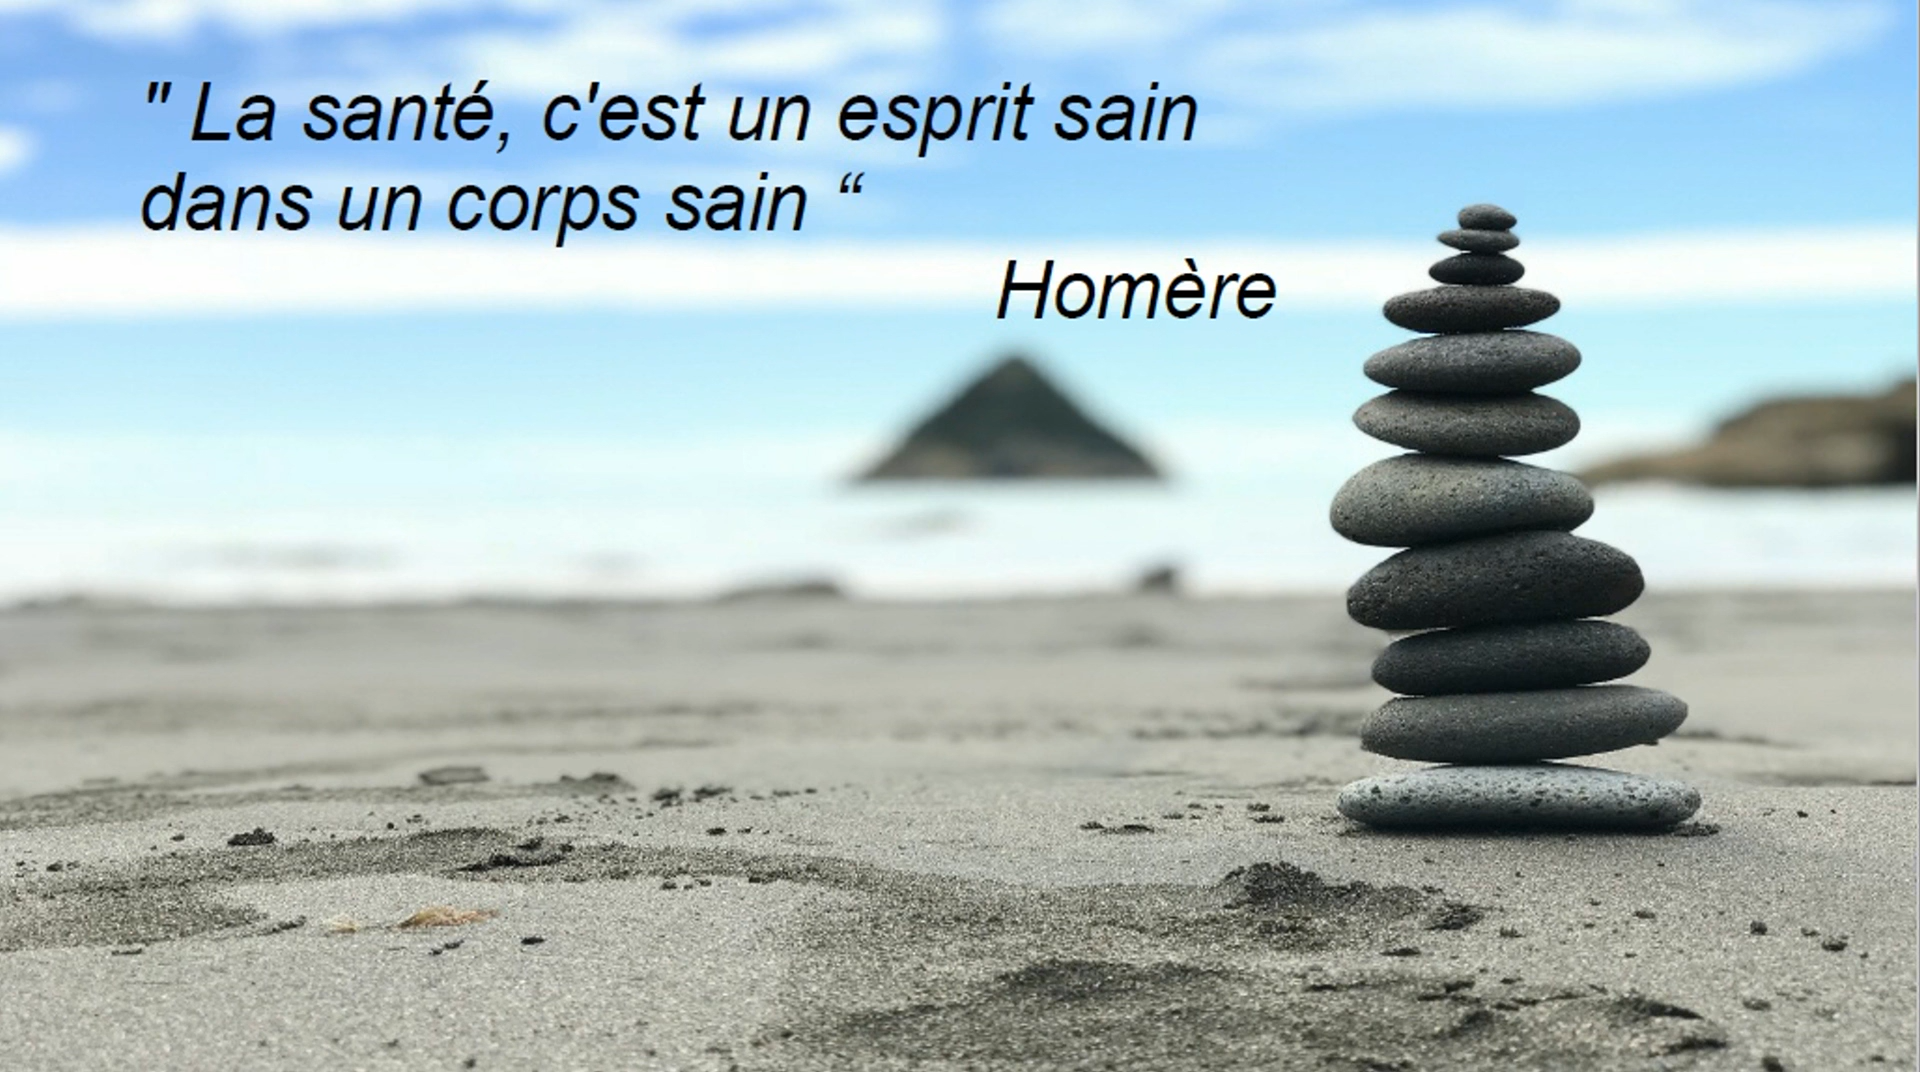 " La santé, c'est un esprit sain
dans un corps sain “
Homère